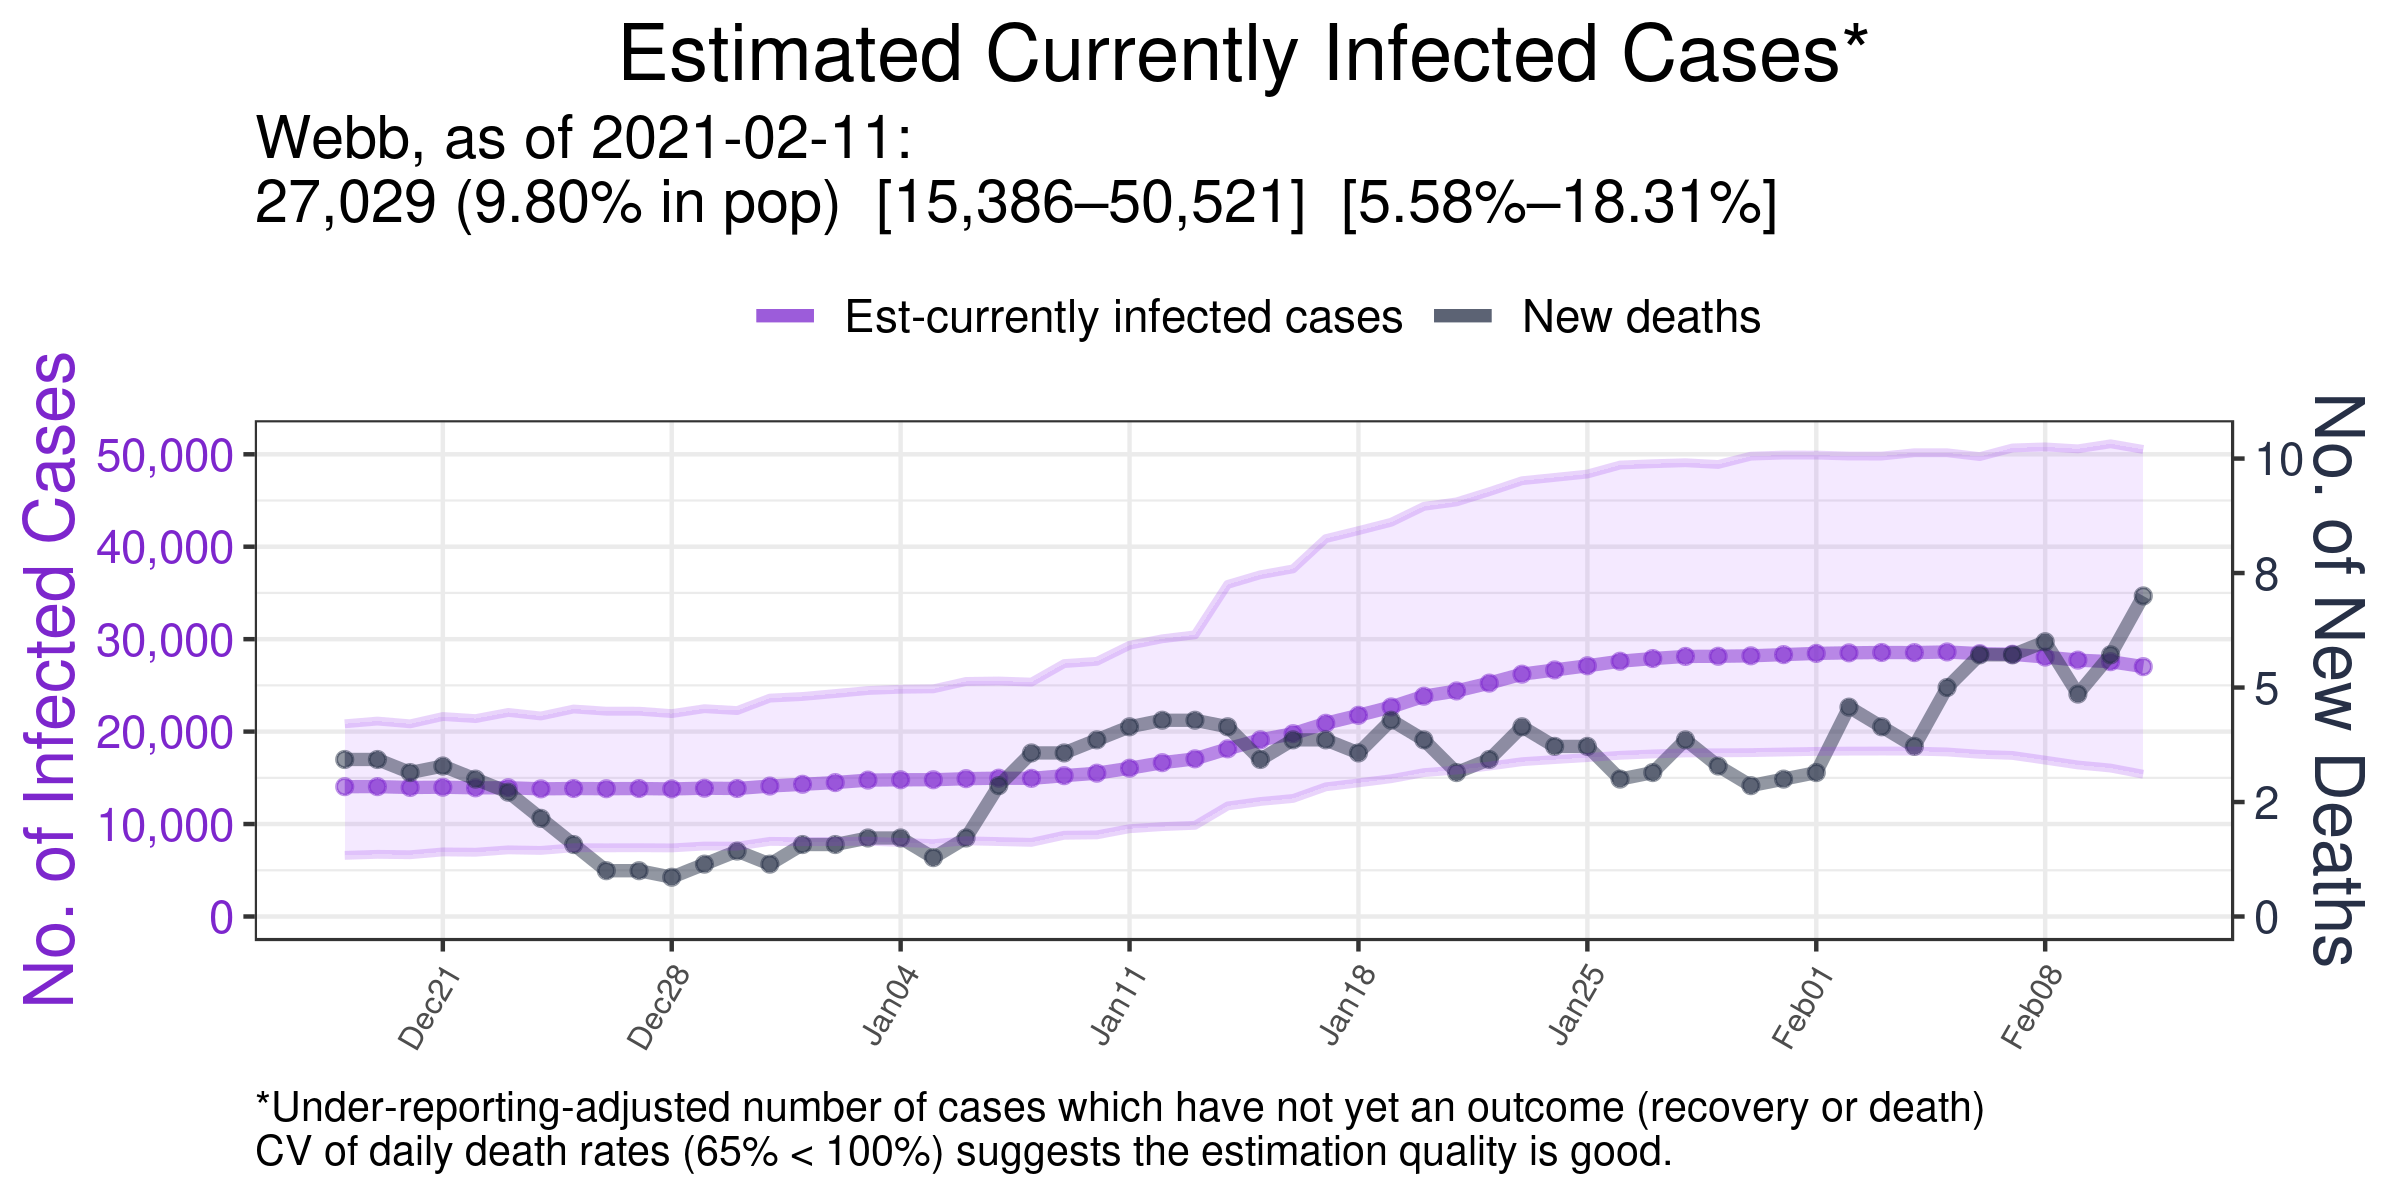 Estimated Currently Infected Cases*
Webb, as of 2021-02-11:
27,029 (9.80% in pop)  [15,386–50,521]  [5.58%–18.31%]
Est-currently infected cases
New deaths
No. of Infected Cases
50,000
40,000
30,000
20,000
10,000
0
10
8
5
2
0
No. of New Deaths
Dec21
Dec28
Jan04
Jan11
Jan18
Jan25
Feb01
Feb08
*Under-reporting-adjusted number of cases which have not yet an outcome (recovery or death)
CV of daily death rates (65% < 100%) suggests the estimation quality is good.